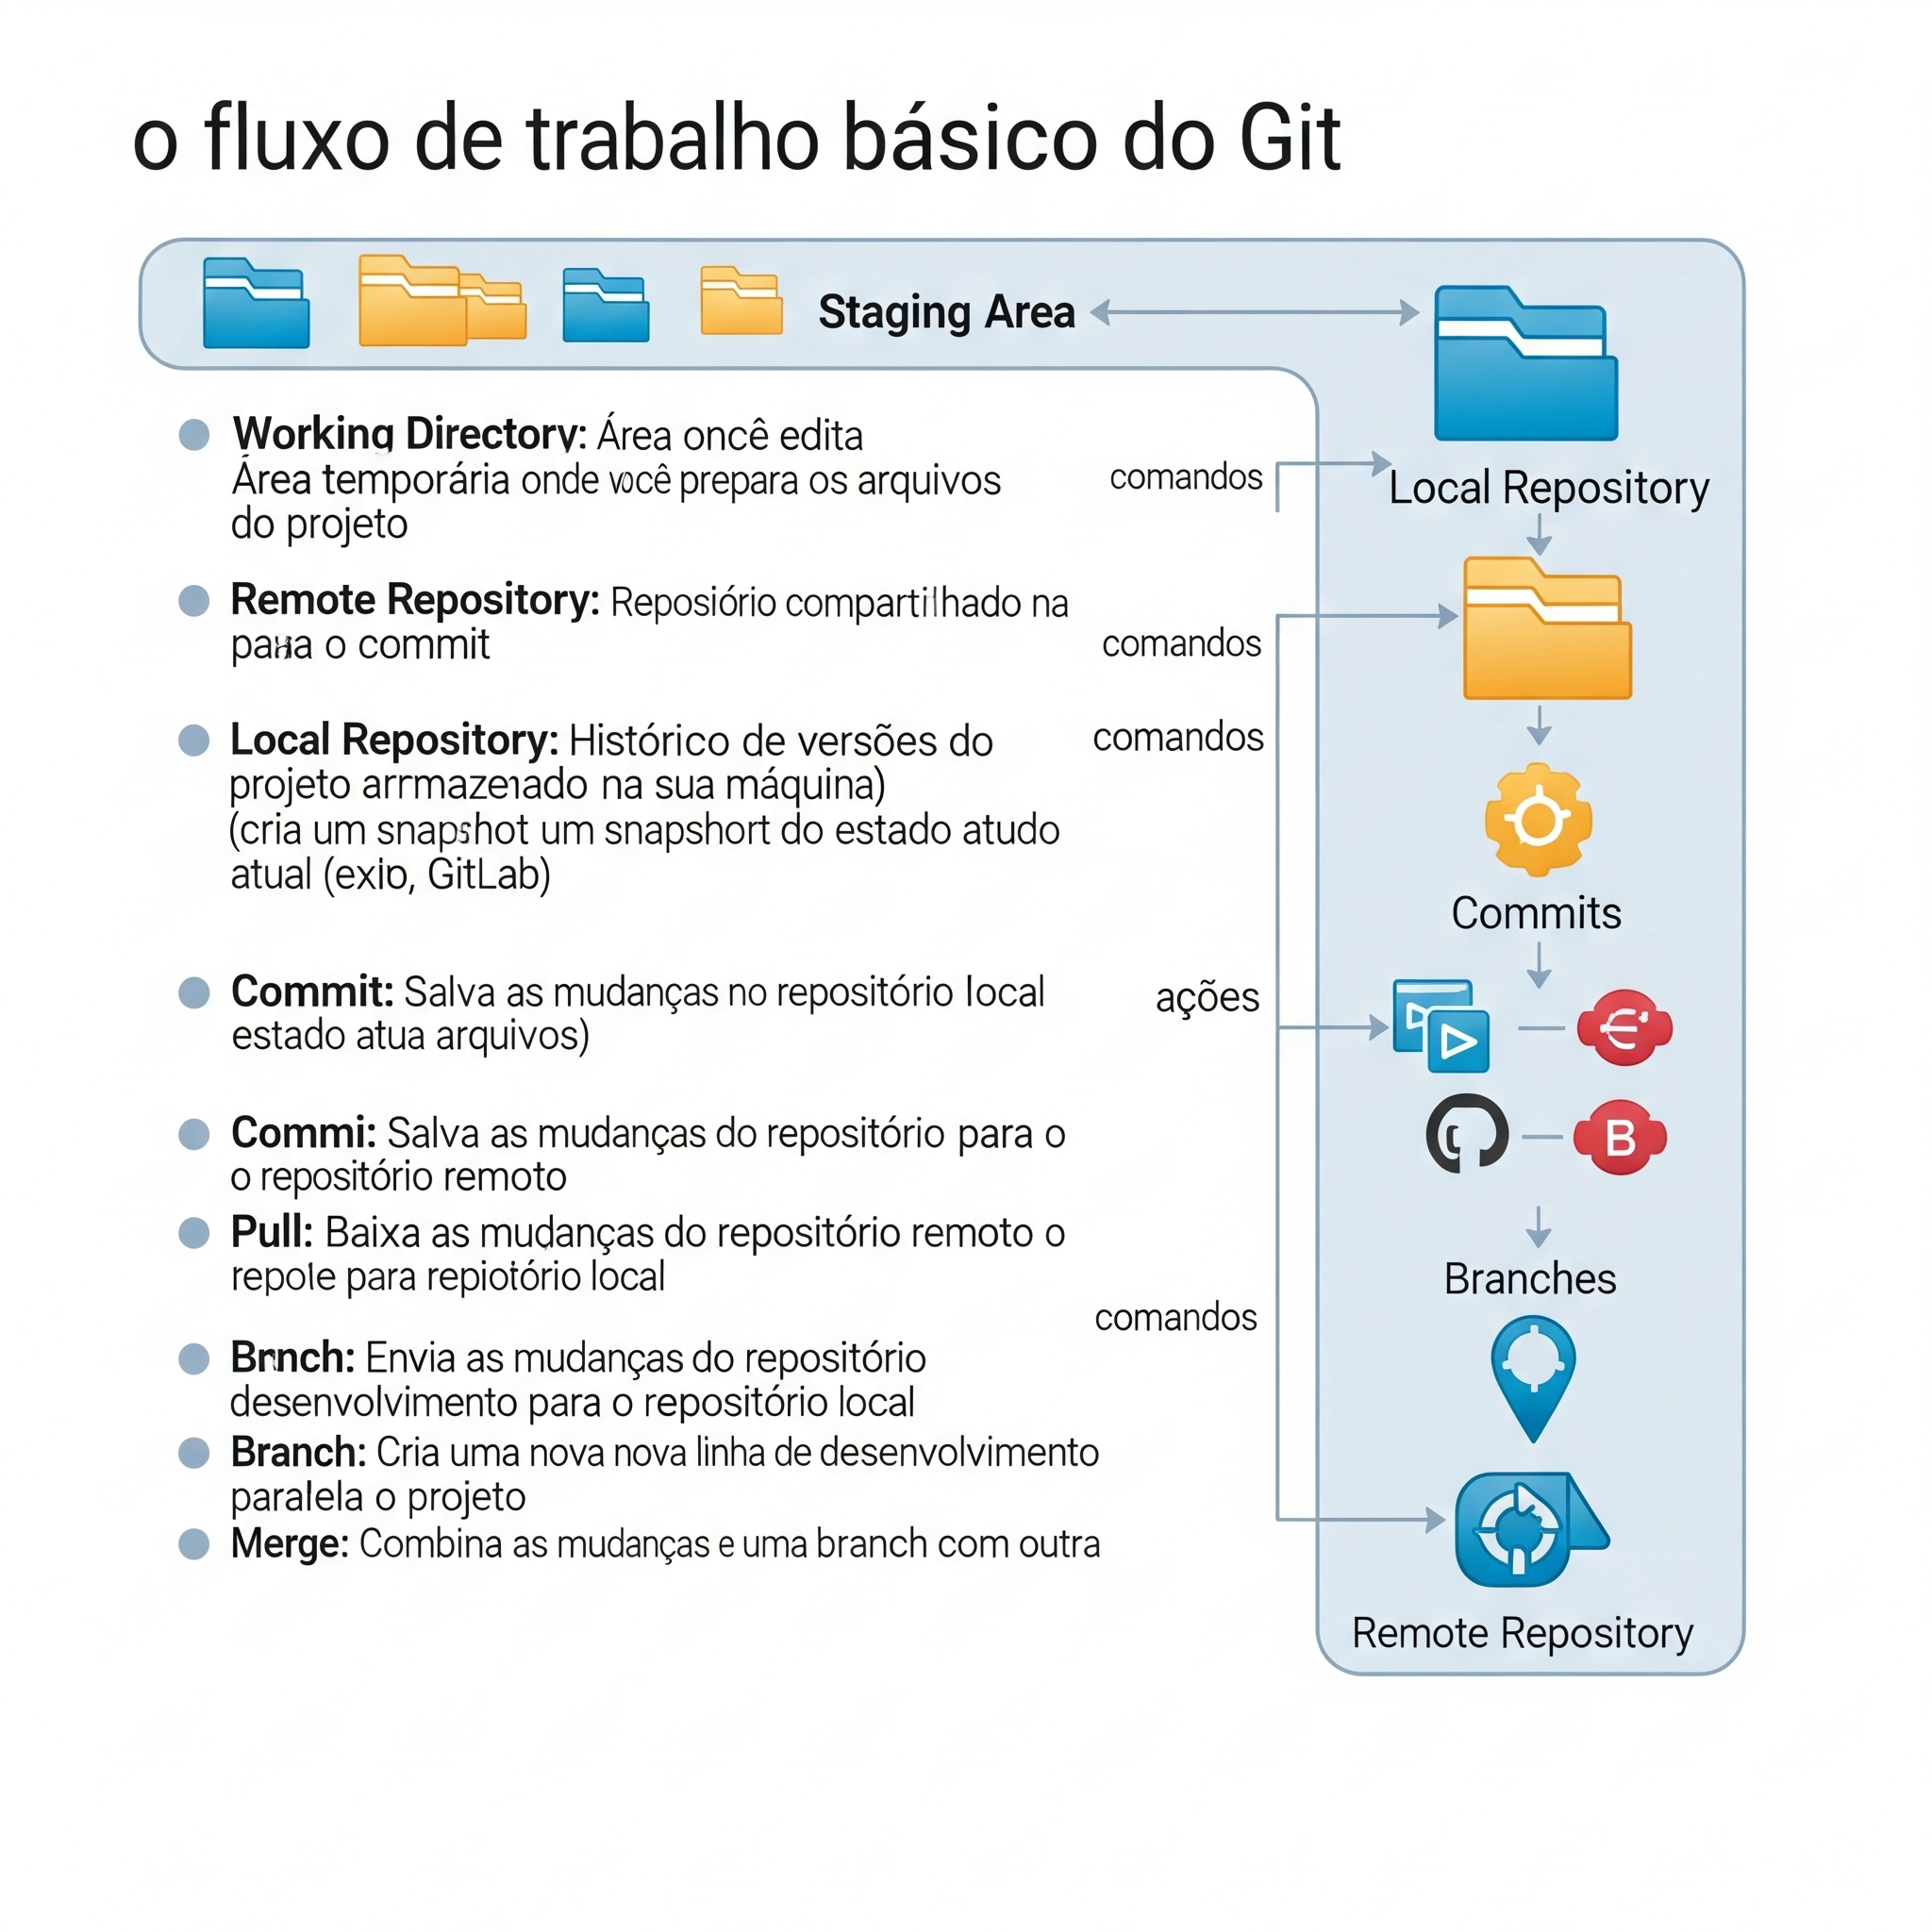 o fluxo de trabalho básico do Git
Staging Area
Working Directory: Área oncê edita
Área temporária onde você prepara os arquivos
do projeto
comandos
Local Repository
Remote Repository: Reposiório compartilhado na
o commit
comandos
Local Repository: Histórico de versões do
projeto na sua máquina)
(cria um snapshot um snapshort do estado atudo
atual (exio, GitLab)
comandos
Commits
Commit: Salva as mudanças no repositório local
estado atua arquivos)
ações
B
Commi: Salva as mudanças do repositório para o
o repositório remoto
Pull: Baixa as mudanças do repositório remoto o
repole para repiotório local
Branches
comandos
Brnch: Envia as mudanças do repositório
desenvolvimento para o repositório local
Branch: Cria uma nova nova linha de desenvolvimento
paralela o projeto
Merge: Combina as mudanças e uma branch com outra
Remote Repository